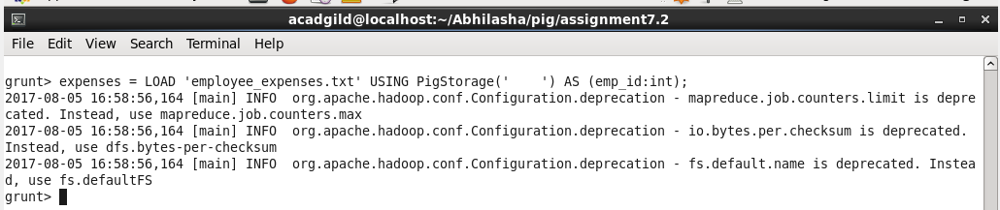 acadgild@localhost:~/Abhilasha/pig/assignment7.2
File Edit View Search Terminal Help
grunt> expenses = LOAD 'employee_expenses.txt' USING PigStorage('    ') AS (emp_id:int);
2017-08-05 16:58:56,164 [main] INFO  org.apache.hadoop.conf.Configuration.deprecation - mapreduce.job.counters.limit is depre
cated. Instead, use mapreduce.job.counters.max
2017-08-05 16:58:56,164 [main] INFO  org.apache.hadoop.conf.Configuration.deprecation - io.bytes.per.checksum is deprecated.
Instead, use dfs.bytes-per-checksum
2017-08-05 16:58:56,164 [main] INFO  org.apache.hadoop.conf.Configuration.deprecation - fs.default.name is deprecated. Instea
d, use fs.defaultFS
grunt>